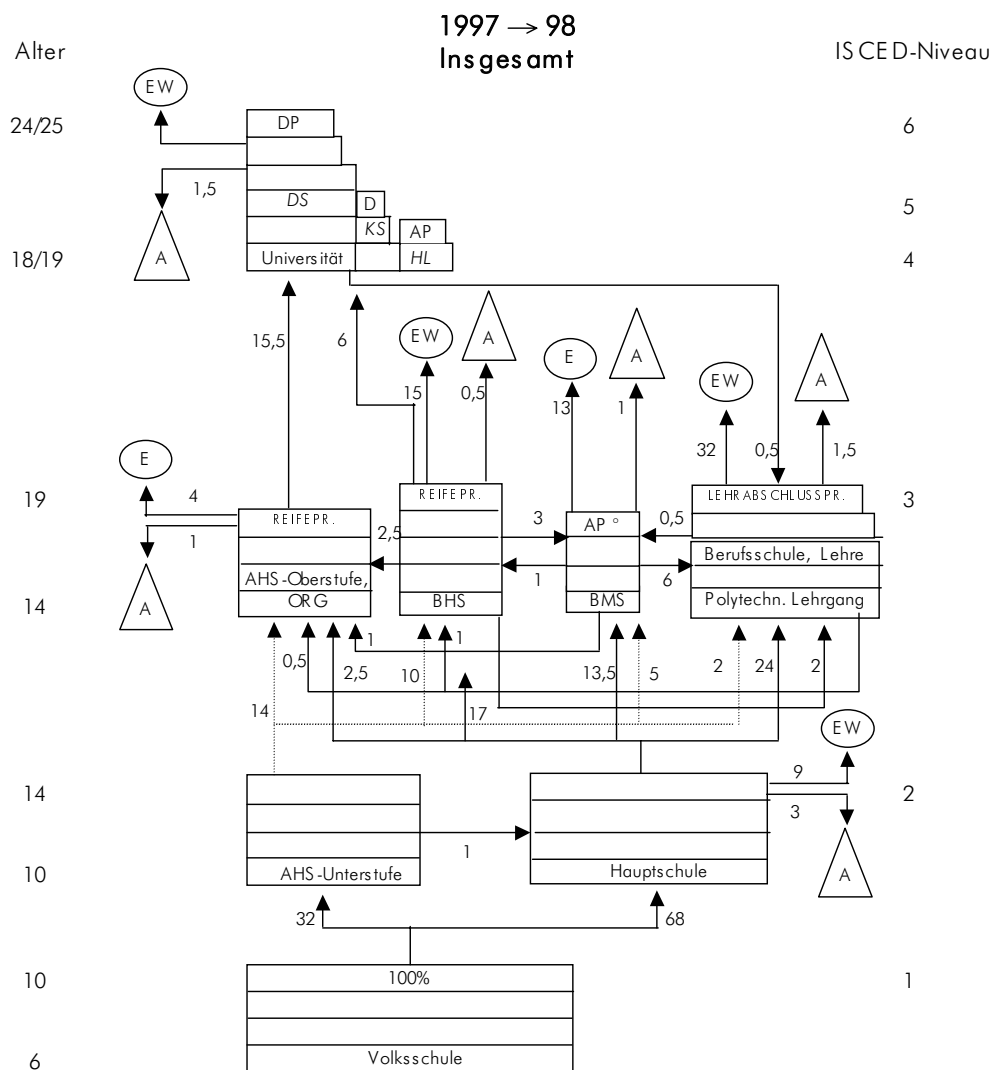 1997 → 98
Insgesamt
Alter
ISCED-Niveau
EW
24/25
DP
6
1,5
DS
D
5
KS
AP
18/19
A
Universität
HL
4
15,5
6
EW
A
E
A
EW
A
15
0,5
13
1
32
0,5
1,5
E
19
4
REIFEPR.
REIFEPR.
LEHRABSCHLUSSPR.
3
1
2,5
3
AP °
0,5
Berufsschule, Lehre
A
AHS-Oberstufe,
ORG
1
6
14
BHS
BMS
Polytechn. Lehrgang
1
1
0,5
2,5
10
13,5
5
2
24
2
14
17
EW
9
14
2
3
1
10
AHS-Unterstufe
Hauptschule
A
32
68
10
100%
1
Volksschule
6